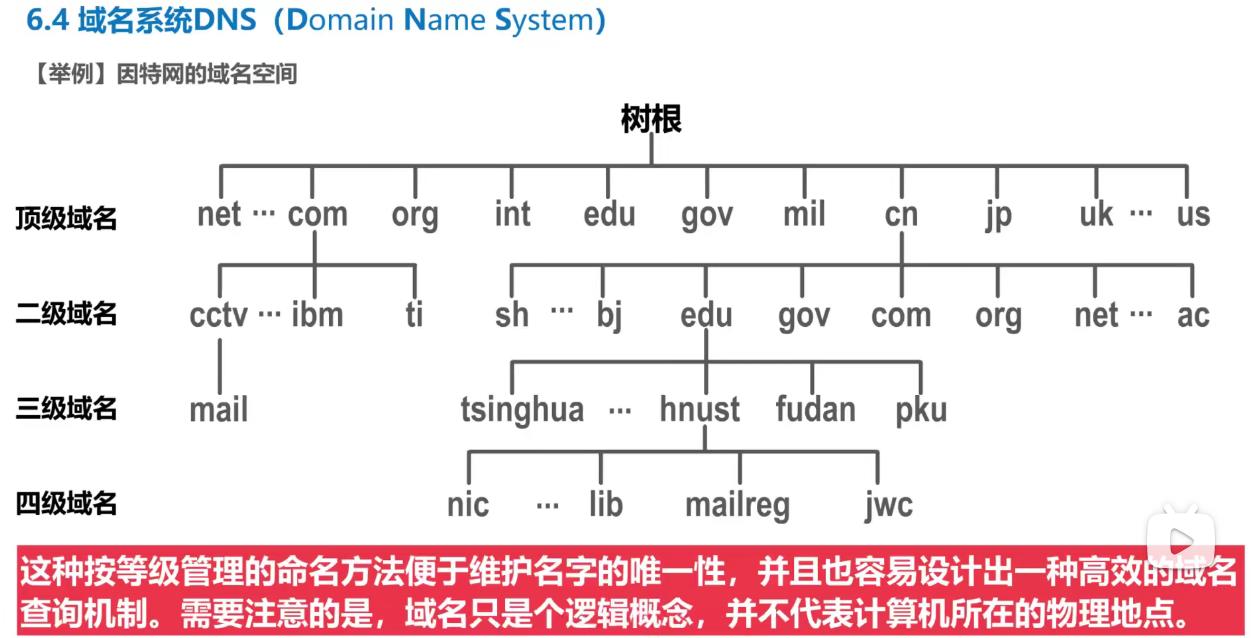 6.4 域名系统DNS（Domain Name System）
【举例】因特网的域名空间
树根
顶级域名 net ··· com org int edu gov mil cn jp uk ··· us
二级域名 cctv ··· ibm ti sh ··· bj edu gov com org net ··· ac
三级域名 mail tsinghua ··· hnust fudan pku
四级域名 nic ··· lib mailreg jwc
这种按等级管理的命名方法便于维护名字的唯一性，并且也容易设计出一种高效的域名
查询机制。需要注意的是，域名只是个逻辑概念，并不代表计算机所在的物理地点。